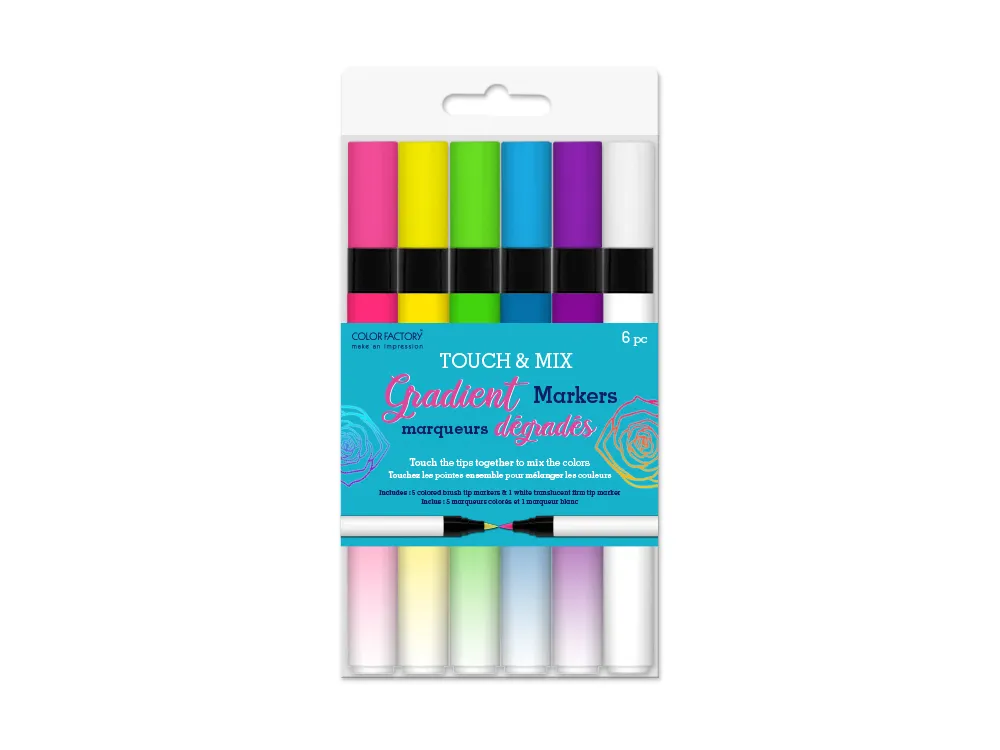 COLOR FACTORY
make an impression
6 pc
TOUCH & MIX
Gradient Markers
marqueurs dégradés
Touch the tips together to mix the colors
Touchez les pointes ensemble pour mélanger les couleurs
Includes : 5 colored brush tip markers & 1 white translucent firm tip marker
Inclus : 5 marqueurs colorés et 1 marqueur blanc